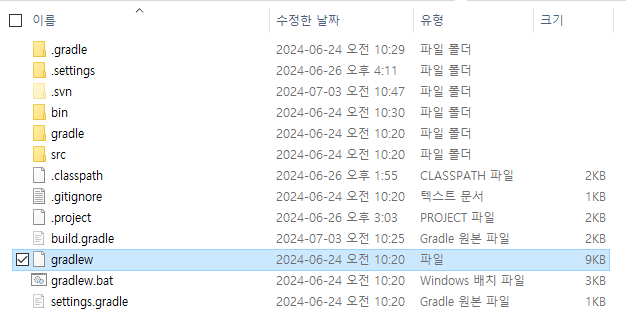 이름 수정한 날짜 유형 크기
.gradle 2024-06-24 오전 10:29 파일 폴더
.settings 2024-06-26 오후 4:11 파일 폴더
.svn 2024-07-03 오전 10:47 파일 폴더
bin 2024-06-24 오전 10:30 파일 폴더
gradle 2024-06-24 오전 10:20 파일 폴더
src 2024-06-24 오전 10:20 파일 폴더
.classpath 2024-06-26 오후 1:55 CLASSPATH 파일 2KB
.gitignore 2024-06-24 오전 10:20 텍스트 문서 1KB
.project 2024-06-26 오후 3:03 PROJECT 파일 2KB
build.gradle 2024-07-03 오전 10:25 Gradle 원본 파일 2KB
gradlew 2024-06-24 오전 10:20 파일 9KB
gradlew.bat 2024-06-24 오전 10:20 Windows 배치 파일 3KB
settings.gradle 2024-06-24 오전 10:20 Gradle 원본 파일 1KB